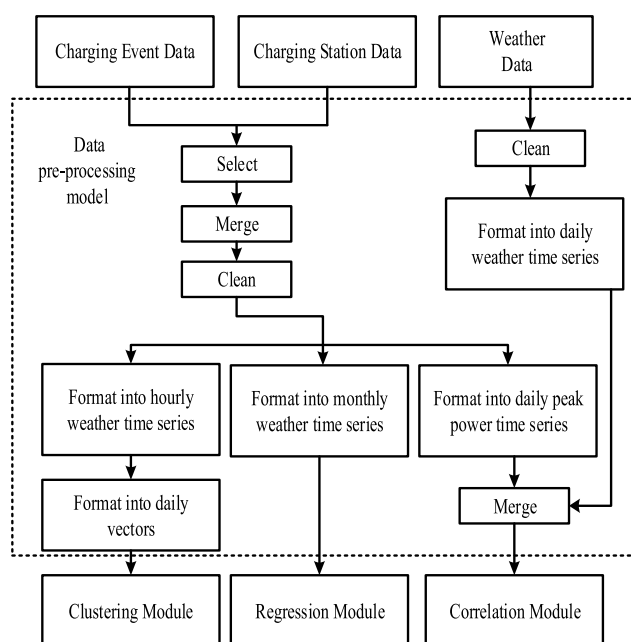 Charging Event Data
Charging Station Data
Weather
Data
Data
pre-processing
model
Select
Merge
Clean
Clean
Format into daily
weather time series
Format into hourly
weather time series
Format into monthly
weather time series
Format into daily peak
power time series
Format into daily
vectors
Merge
Clustering Module
Regression Module
Correlation Module